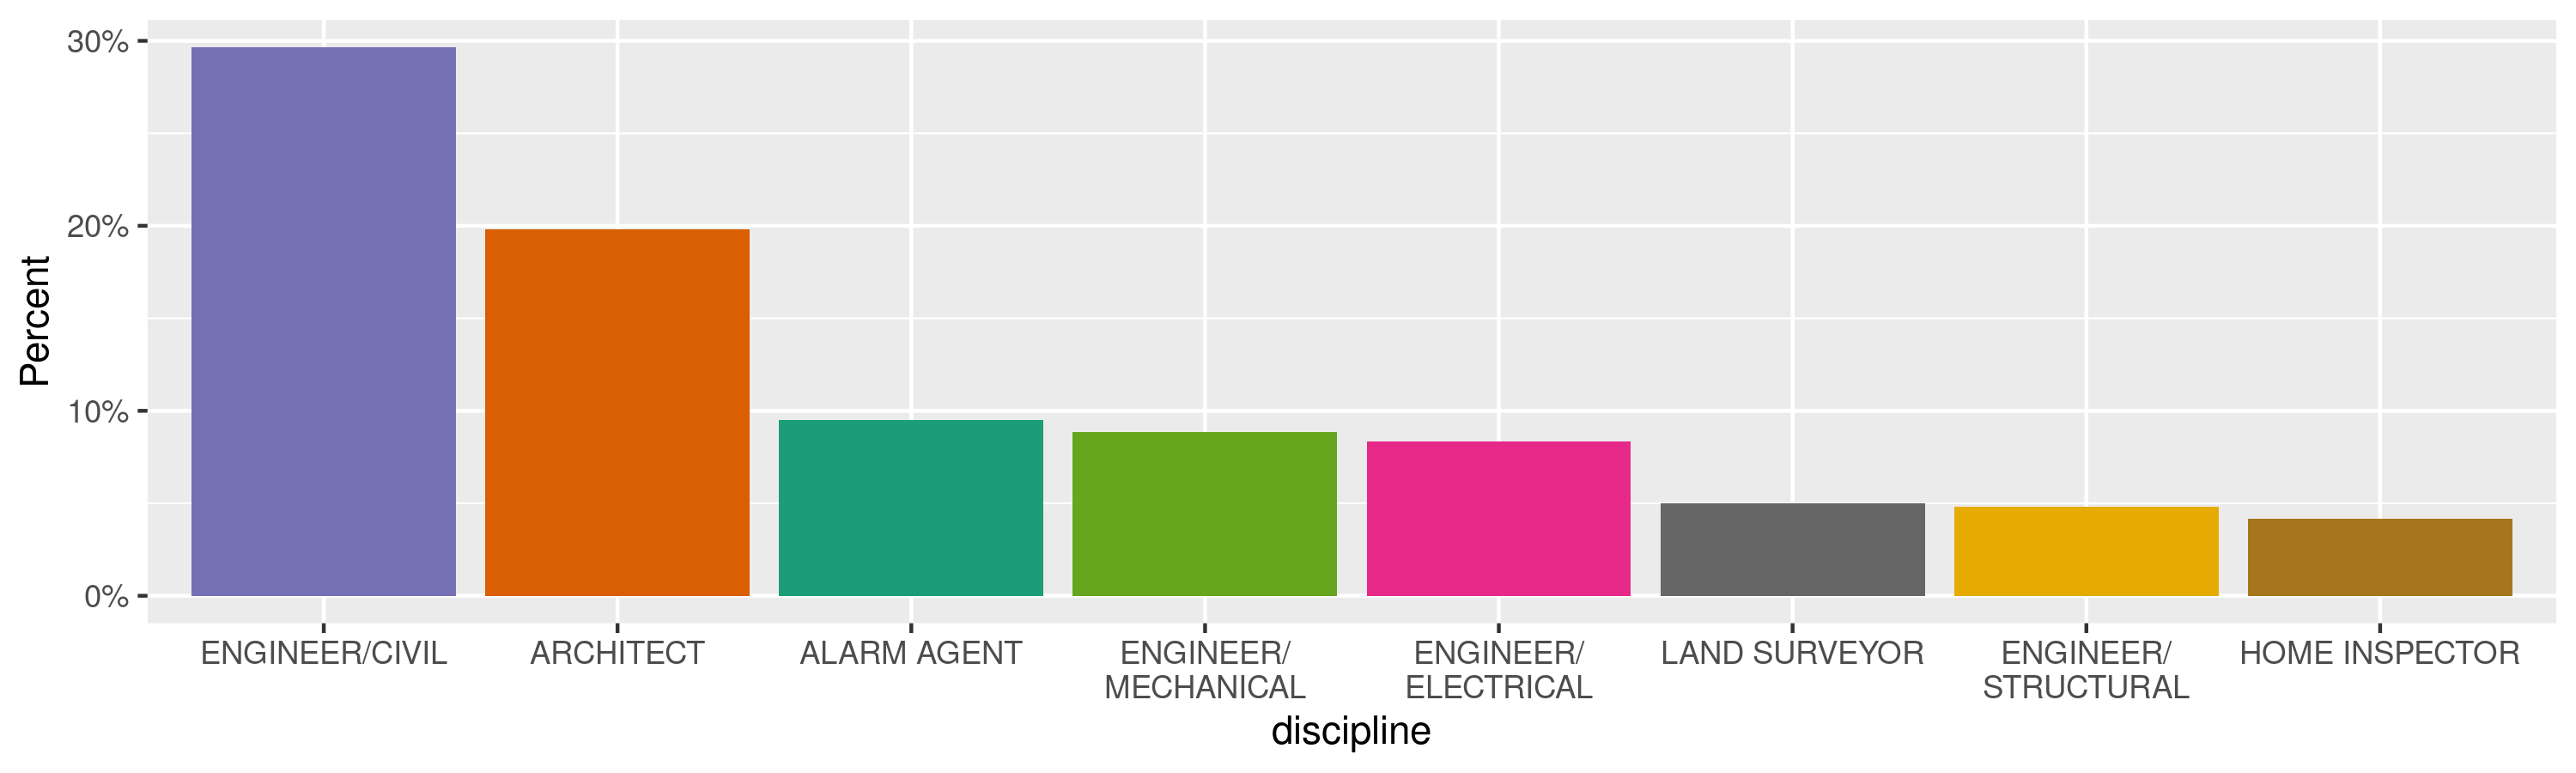 30%
20%
10%
0%
Percent
ENGINEER/CIVIL
ARCHITECT
ALARM AGENT
ENGINEER/
MECHANICAL
ENGINEER/
ELECTRICAL
LAND SURVEYOR
ENGINEER/
STRUCTURAL
HOME INSPECTOR
discipline